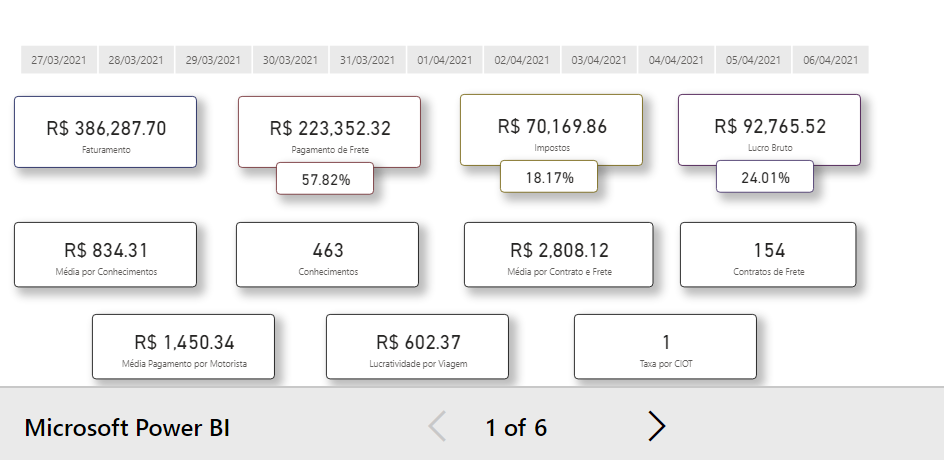 27/03/2021 28/03/2021 29/03/2021 30/03/2021 31/03/2021 01/04/2021 02/04/2021 03/04/2021 04/04/2021 05/04/2021 06/04/2021
R$ 386,287.70
Faturamento
R$ 223,352.32
Pagamento de Frete
57.82%
R$ 70,169.86
Impostos
18.17%
R$ 92,765.52
Lucro Bruto
24.01%
R$ 834.31
Média por Conhecimentos
463
Conhecimentos
R$ 2,808.12
Média por Contrato e Frete
154
Contratos de Frete
R$ 1,450.34
Média Pagamento por Motorista
R$ 602.37
Lucratividade por Viagem
1
Taxa por CIOT
Microsoft Power BI
1 of 6